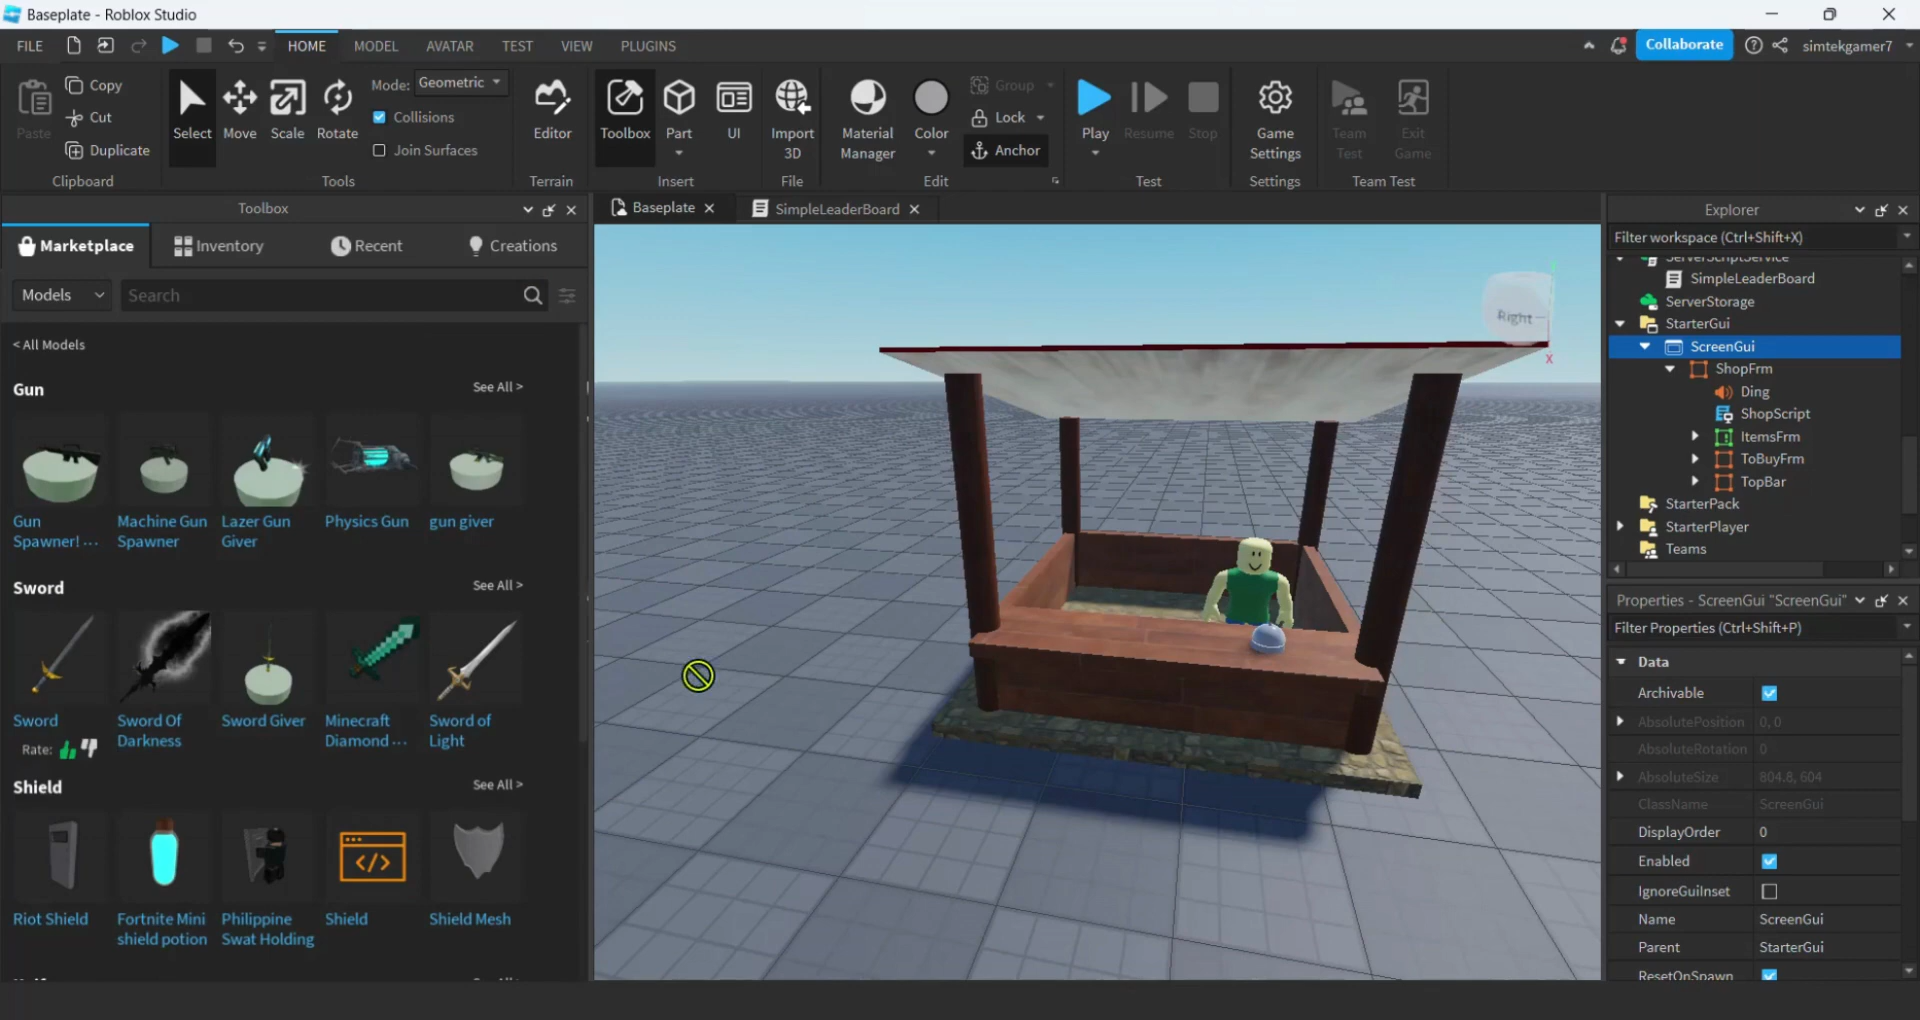 Baseplate - Roblox Studio
FILE HOME MODEL AVATAR TEST VIEW PLUGINS Collaborate simtekgamer7
Paste Copy Cut Duplicate
Clipboard
Select Move Scale Rotate
Mode: Geometric
Collisions
Join Surfaces
Tools
Editor
Terrain
Toolbox Part UI
Insert
Import 3D
File
Material Manager Color Group Lock Anchor
Edit
Play Resume Stop
Test
Game Settings
Settings
Team Test Exit Game
Team Test
Toolbox
Marketplace Inventory Recent Creations
Models Search
< All Models
Gun See All >
Gun Spawner! ...
Machine Gun Spawner
Lazer Gun Giver
Physics Gun
gun giver
Sword See All >
Sword
Rate:
Sword Of Darkness
Sword Giver
Minecraft Diamond ...
Sword of Light
Shield See All >
Riot Shield
Fortnite Mini shield potion
Philippine Swat Holding
Shield
Shield Mesh
Baseplate SimpleLeaderBoard
Right
X
Explorer
Filter workspace (Ctrl+Shift+X)
ServerScriptService
SimpleLeaderBoard
ServerStorage
StarterGui
ScreenGui
ShopFrm
Ding
ShopScript
ItemsFrm
ToBuyFrm
TopBar
StarterPack
StarterPlayer
Teams
Properties - ScreenGui "ScreenGui"
Filter Properties (Ctrl+Shift+P)
Data
Archivable
AbsolutePosition 0, 0
AbsoluteRotation 0
AbsoluteSize 804.8, 604
ClassName ScreenGui
DisplayOrder 0
Enabled
IgnoreGuiInset
Name ScreenGui
Parent StarterGui
ResetOnSpawn